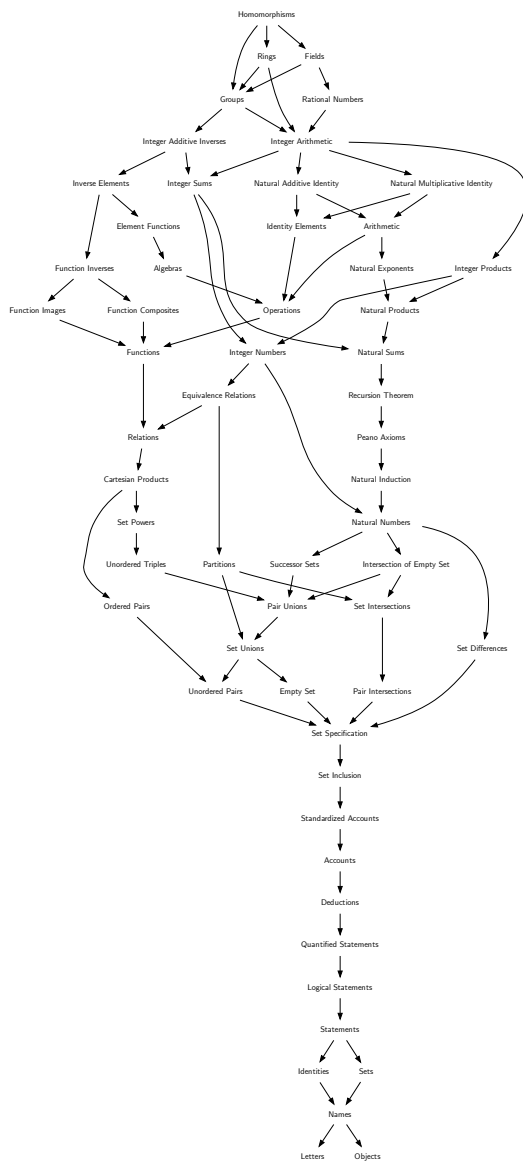 Homomorphisms
Rings Fields
Groups Rational Numbers
Integer Additive Inverses Integer Arithmetic
Inverse Elements Integer Sums Natural Additive Identity Natural Multiplicative Identity
Element Functions Identity Elements Arithmetic
Function Inverses Algebras Natural Exponents Integer Products
Function Images Function Composites Operations Natural Products
Functions Integer Numbers Natural Sums
Equivalence Relations Recursion Theorem
Relations Peano Axioms
Cartesian Products Natural Induction
Set Powers Natural Numbers
Unordered Triples Partitions Successor Sets Intersection of Empty Set
Ordered Pairs Pair Unions Set Intersections
Set Unions Set Differences
Unordered Pairs Empty Set Pair Intersections
Set Specification
Set Inclusion
Standardized Accounts
Accounts
Deductions
Quantified Statements
Logical Statements
Statements
Identities Sets
Names
Letters Objects